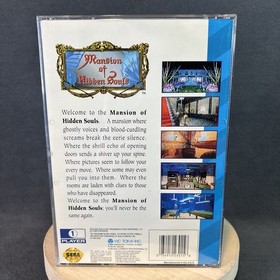 Mansion
of
Hidden Souls
Welcome to the Mansion of
Hidden Souls. A mansion where
ghostly voices and blood-curdling
screams break the eerie silence.
Where the shrill echo of opening
doors sends a shiver up your spine.
Where pictures seem to follow your
every move. Where some may even
pull you into them. Where the
rooms are laden with clues to those
who have disappeared.
Welcome to the Mansion of
Hidden Souls, you'll never be the
same again.
1
PLAYER
SEGA
VIC TOKAI INC.